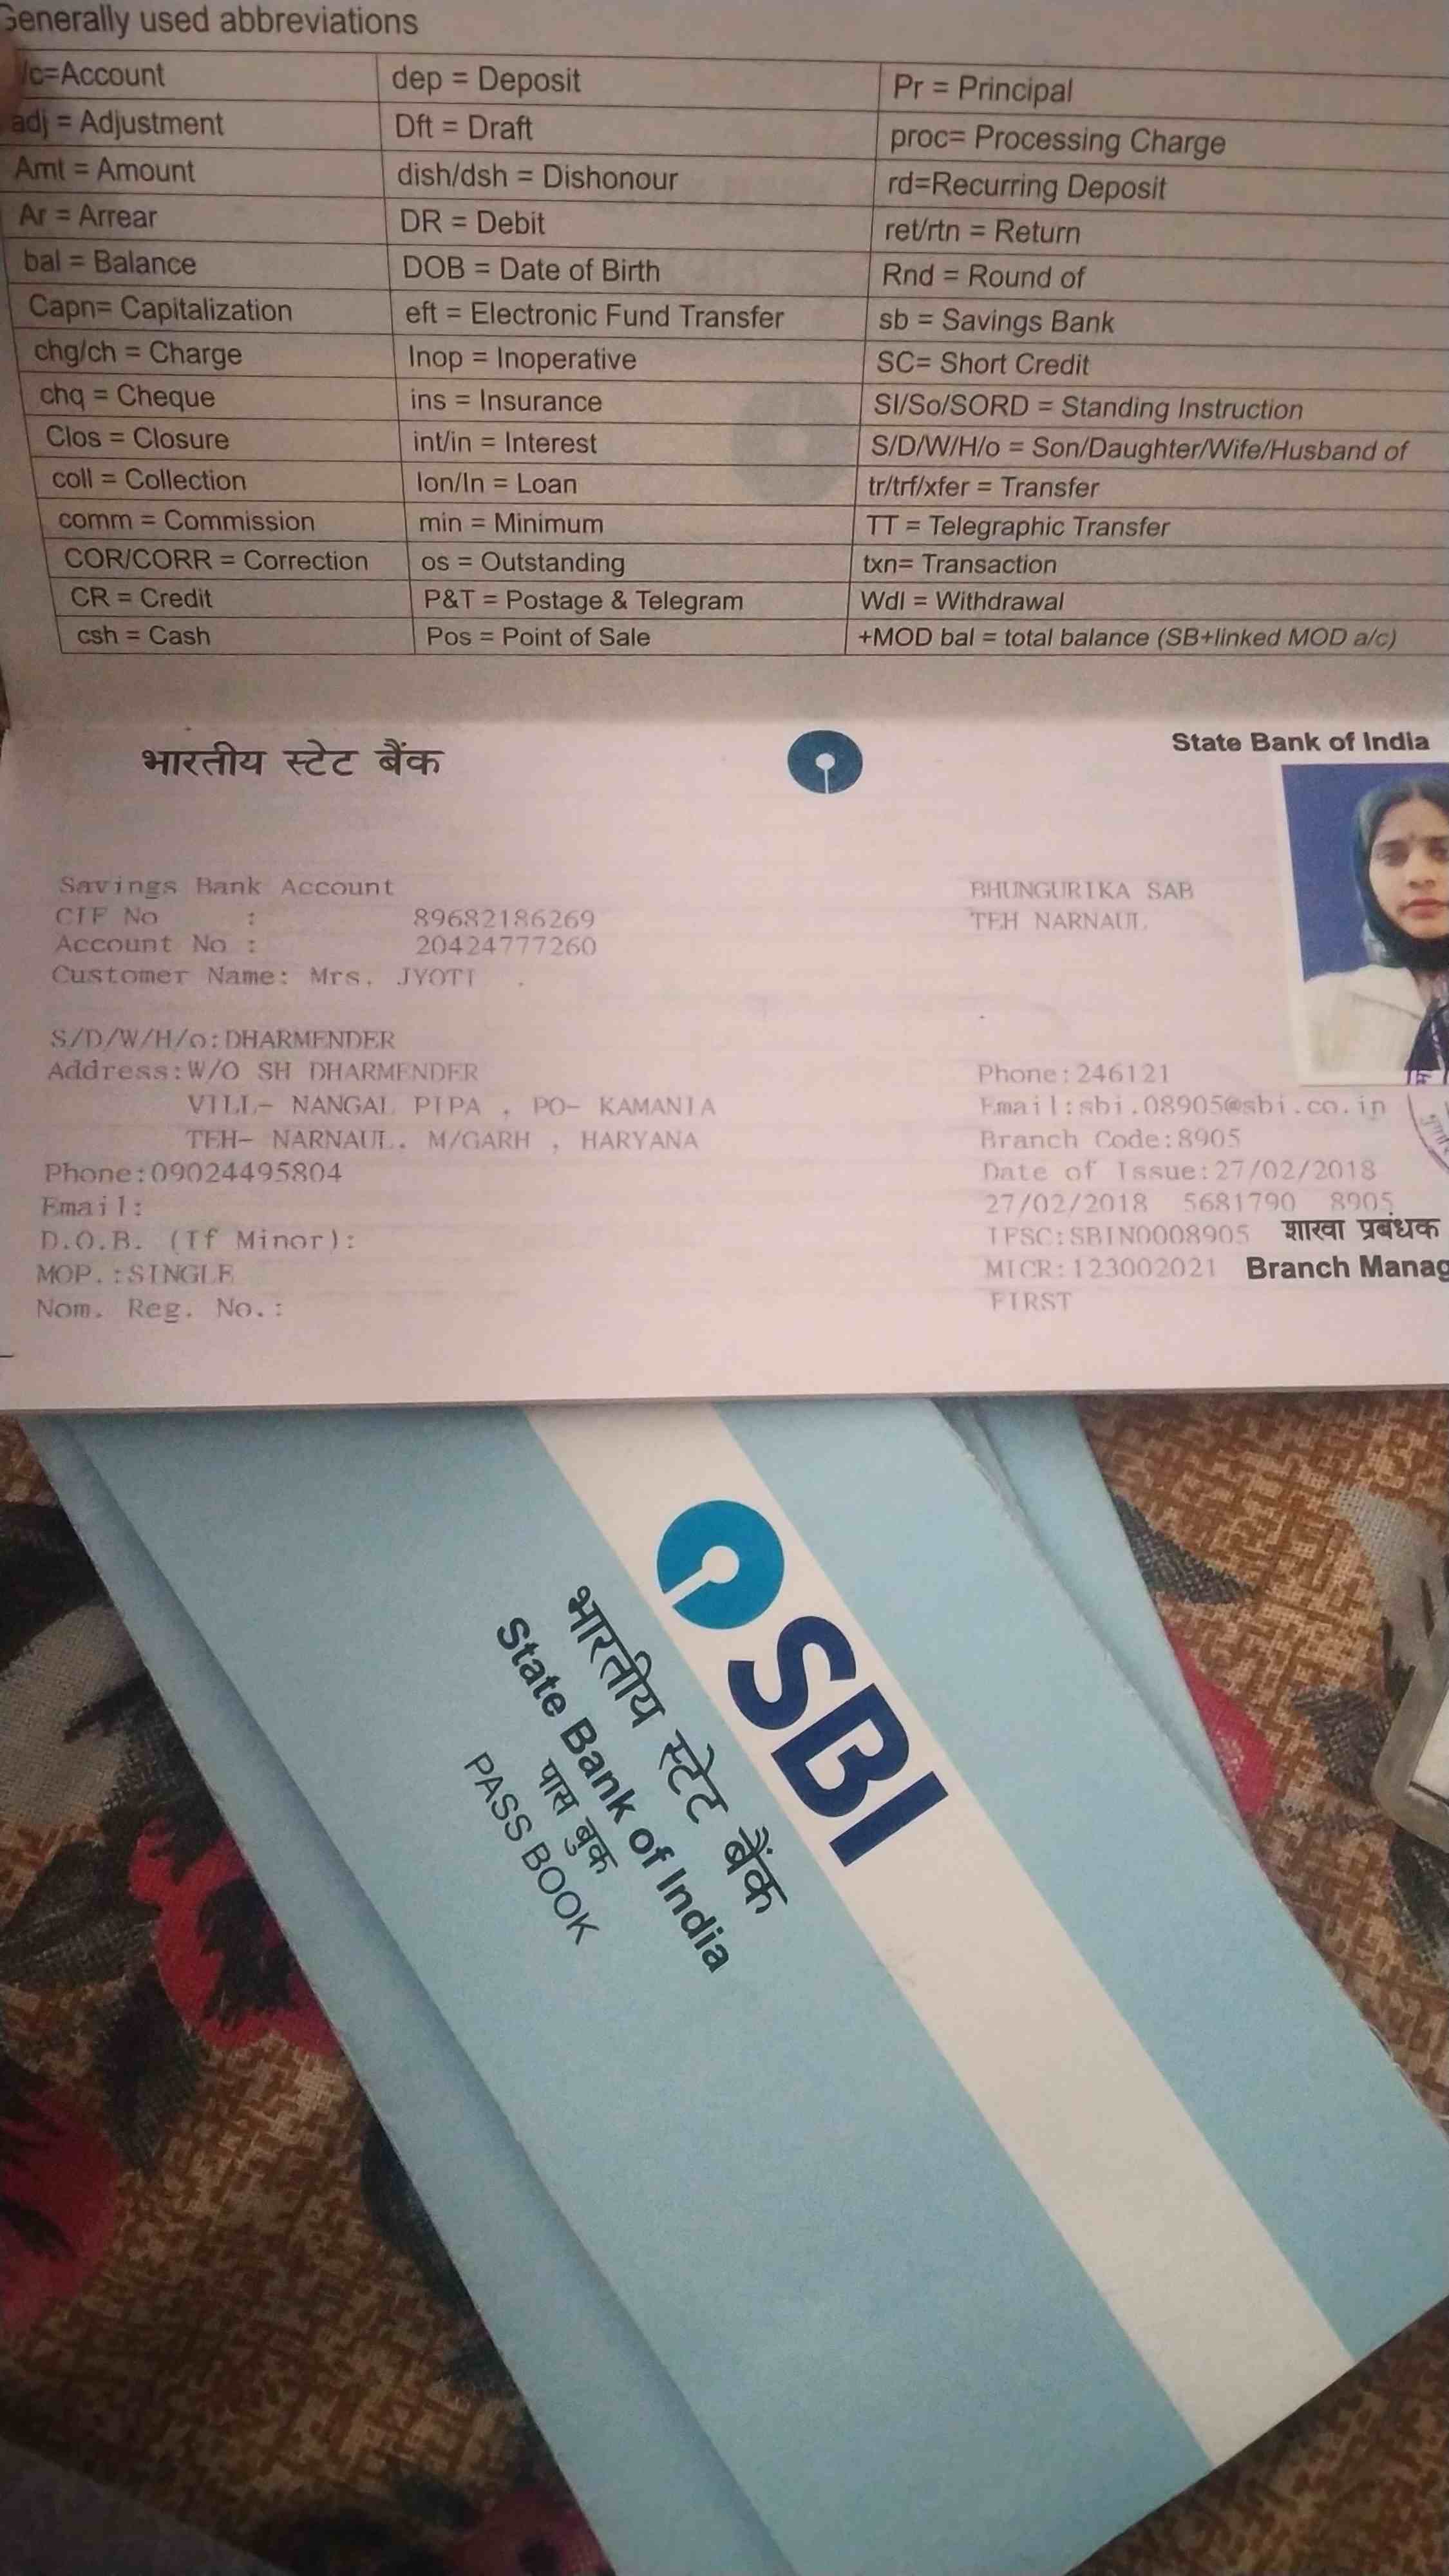 Generally used abbreviations
/c=Account dep = Deposit Pr = Principal
adj = Adjustment Dft = Draft proc= Processing Charge
Amt = Amount dish/dsh = Dishonour rd=Recurring Deposit
Ar = Arrear DR = Debit ret/rtn = Return
bal = Balance DOB = Date of Birth Rnd = Round of
Capn= Capitalization eft = Electronic Fund Transfer sb = Savings Bank
chg/ch = Charge Inop = Inoperative SC= Short Credit
chq = Cheque ins = Insurance SI/So/SORD = Standing Instruction
Clos = Closure int/in = Interest S/D/W/H/o = Son/Daughter/Wife/Husband of
coll = Collection lon/ln = Loan tr/trf/xfer = Transfer
comm = Commission min = Minimum TT = Telegraphic Transfer
COR/CORR = Correction os = Outstanding txn= Transaction
CR = Credit P&T = Postage & Telegram Wdl = Withdrawal
csh = Cash Pos = Point of Sale +MOD bal = total balance (SB+linked MOD a/c)
भारतीय स्टेट बैंक State Bank of India
Savings Bank Account BHUNGURIKA SAB
CIF No : 89682186269 TEH NARNAUL
Account No : 20424777260
Customer Name: Mrs. JYOTI .
S/D/W/H/o:DHARMENDER
Address:W/O SH DHARMENDER Phone:246121
VILL- NANGAL PIPA , PO- KAMANIA Email:sbi.08905@sbi.co.in
TEH- NARNAUL. M/GARH , HARYANA Branch Code:8905
Phone:09024495804 Date of Issue:27/02/2018
Email: 27/02/2018 5681790 8905
D.O.B. (If Minor): IFSC:SBIN0008905 शाखा प्रबंधक
MOP.:SINGLE MICR:123002021 Branch Manag
Nom. Reg. No.: FIRST
SBI
भारतीय स्टेट बैंक
State Bank of India
पास बुक
PASS BOOK